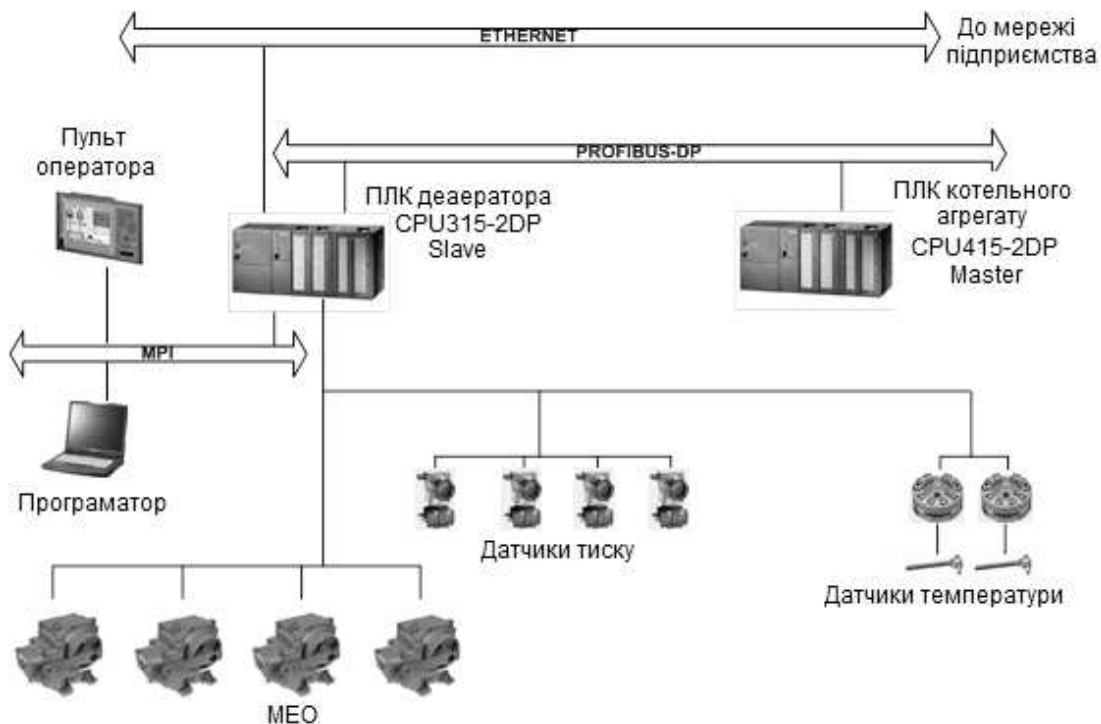 ETHERNET
До мережі
підприємства
Пульт
оператора
PROFIBUS-DP
ПЛК деаератора
CPU315-2DP
Slave
ПЛК котельного
агрегату
CPU415-2DP
Master
MPI
Програматор
Датчики тиску
Датчики температури
МЕО